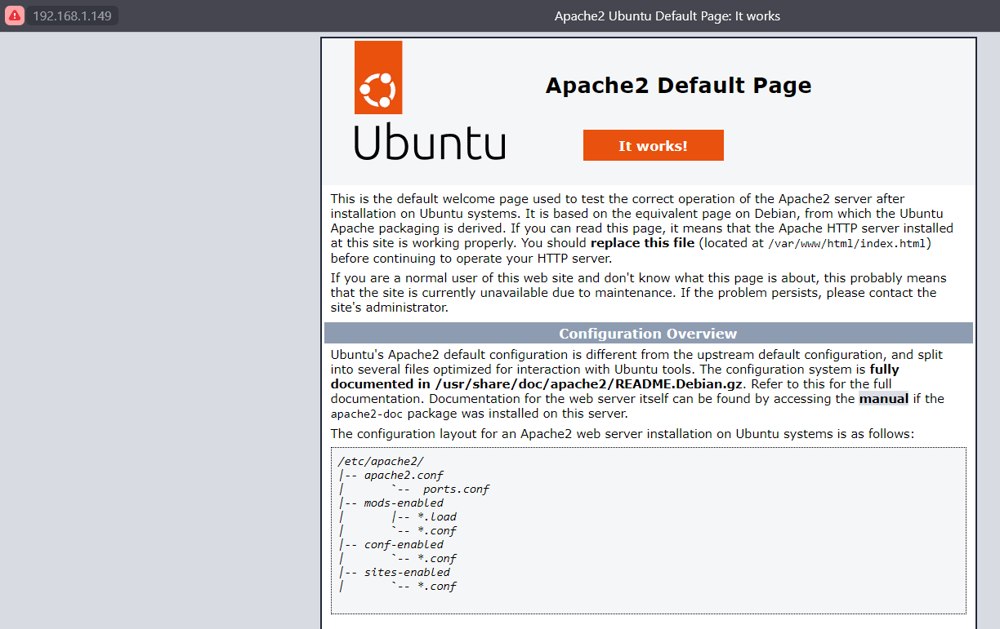 192.168.1.149 Apache2 Ubuntu Default Page: It works
Apache2 Default Page
Ubuntu
It works!
This is the default welcome page used to test the correct operation of the Apache2 server after
installation on Ubuntu systems. It is based on the equivalent page on Debian, from which the Ubuntu
Apache packaging is derived. If you can read this page, it means that the Apache HTTP server installed
at this site is working properly. You should replace this file (located at /var/www/html/index.html)
before continuing to operate your HTTP server.
If you are a normal user of this web site and don't know what this page is about, this probably means
that the site is currently unavailable due to maintenance. If the problem persists, please contact the
site's administrator.
Configuration Overview
Ubuntu's Apache2 default configuration is different from the upstream default configuration, and split
into several files optimized for interaction with Ubuntu tools. The configuration system is fully
documented in /usr/share/doc/apache2/README.Debian.gz. Refer to this for the full
documentation. Documentation for the web server itself can be found by accessing the manual if the
apache2-doc package was installed on this server.
The configuration layout for an Apache2 web server installation on Ubuntu systems is as follows:
/etc/apache2/
|-- apache2.conf
|       `--  ports.conf
|-- mods-enabled
|       |-- *.load
|       `-- *.conf
|-- conf-enabled
|       `-- *.conf
|-- sites-enabled
|       `-- *.conf